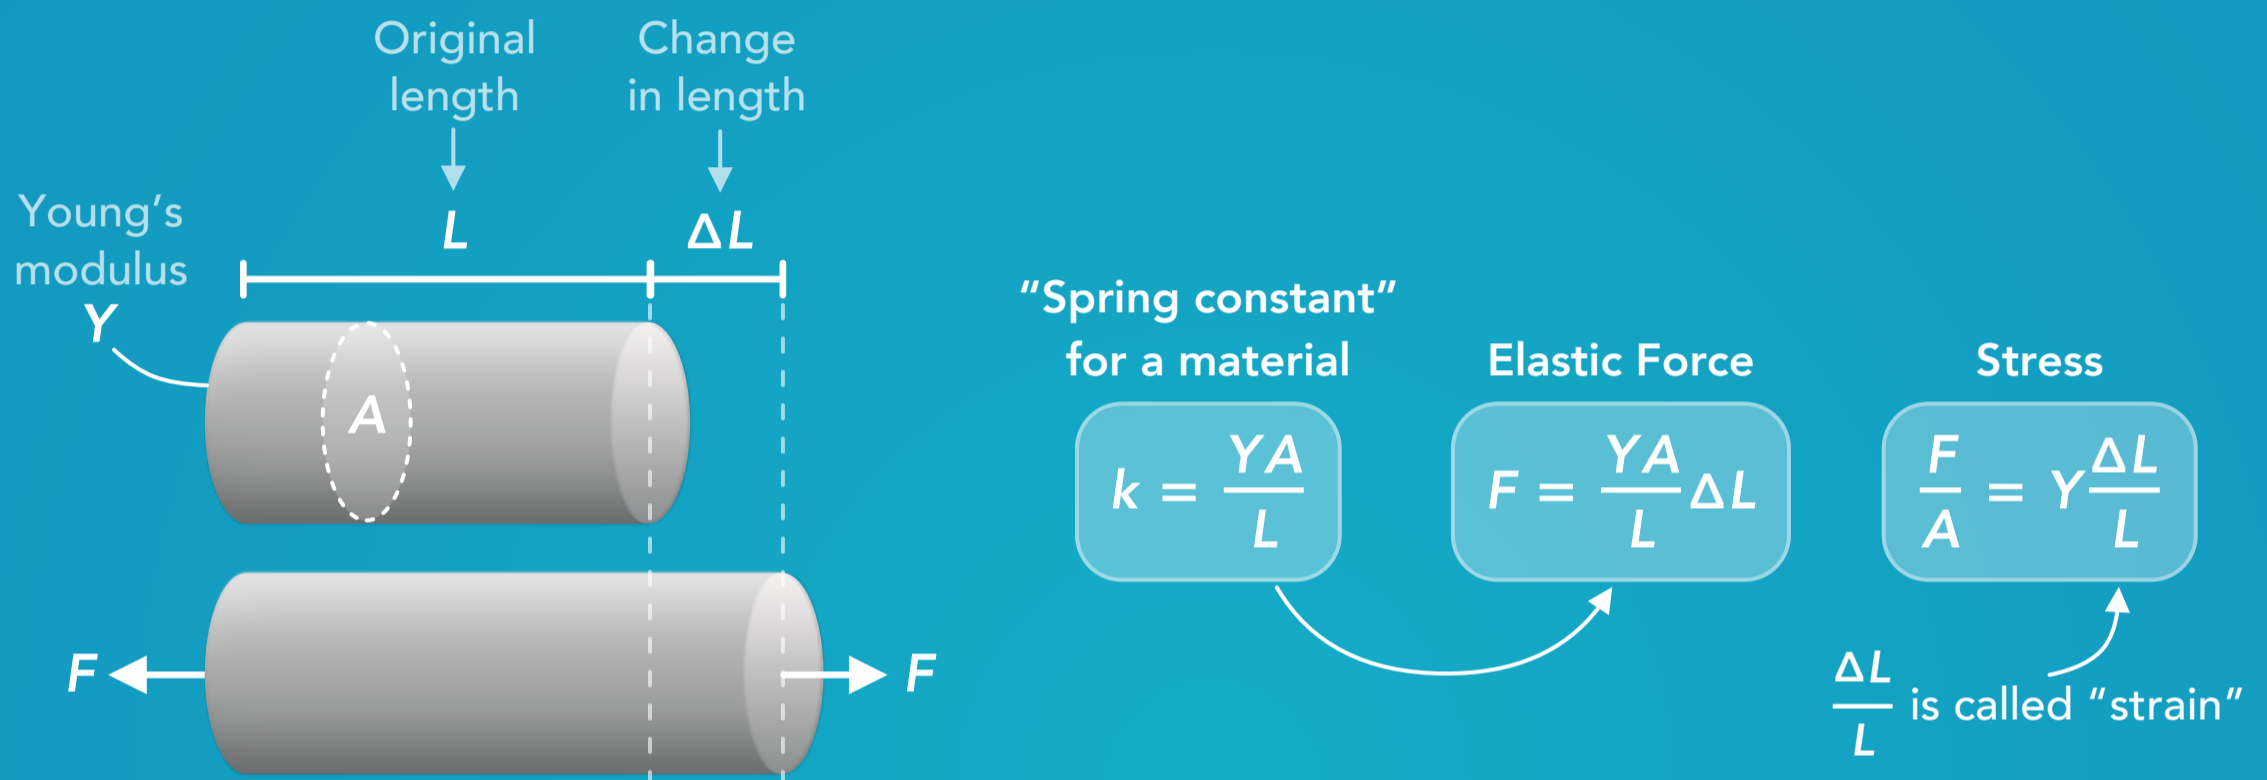 Original
length
Change
in length
L
ΔL
Young’s
modulus
Y
A
F
F
“Spring constant”
for a material
k = YA/L
Elastic Force
F = YA/L ΔL
Stress
F/A = Y ΔL/L
ΔL/L is called “strain”